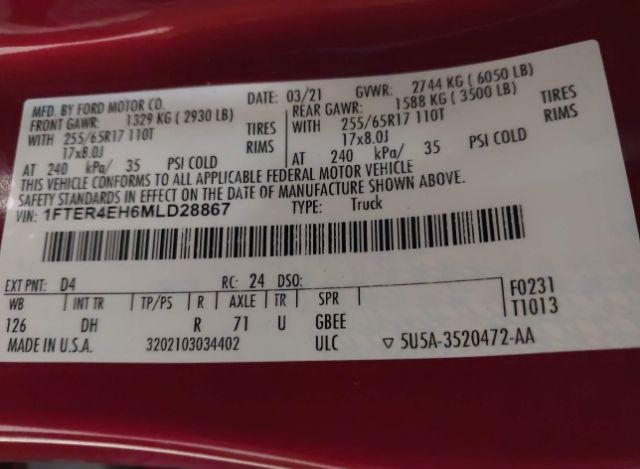 MFD. BY FORD MOTOR CO.
DATE: 03/21 GVWR: 2744 KG (6050 LB)
FRONT GAWR: 1329 KG (2930 LB) REAR GAWR: 1588 KG (3500 LB)
WITH 255/65R17 110T TIRES WITH 255/65R17 110T TIRES
17x8.0J RIMS 17x8.0J RIMS
AT 240 kPa/ 35 PSI COLD AT 240 kPa/ 35 PSI COLD
THIS VEHICLE CONFORMS TO ALL APPLICABLE FEDERAL MOTOR VEHICLE
SAFETY STANDARDS IN EFFECT ON THE DATE OF MANUFACTURE SHOWN ABOVE.
VIN: 1FTER4EH6MLD28867 TYPE: Truck
EXT PNT: D4 RC: 24 DSO: F0231
WB INT TR TP/PS R AXLE TR SPR T1013
126 DH R 71 U GBEE
MADE IN U.S.A. 3202103034402 ULC ▽ 5U5A-3520472-AA